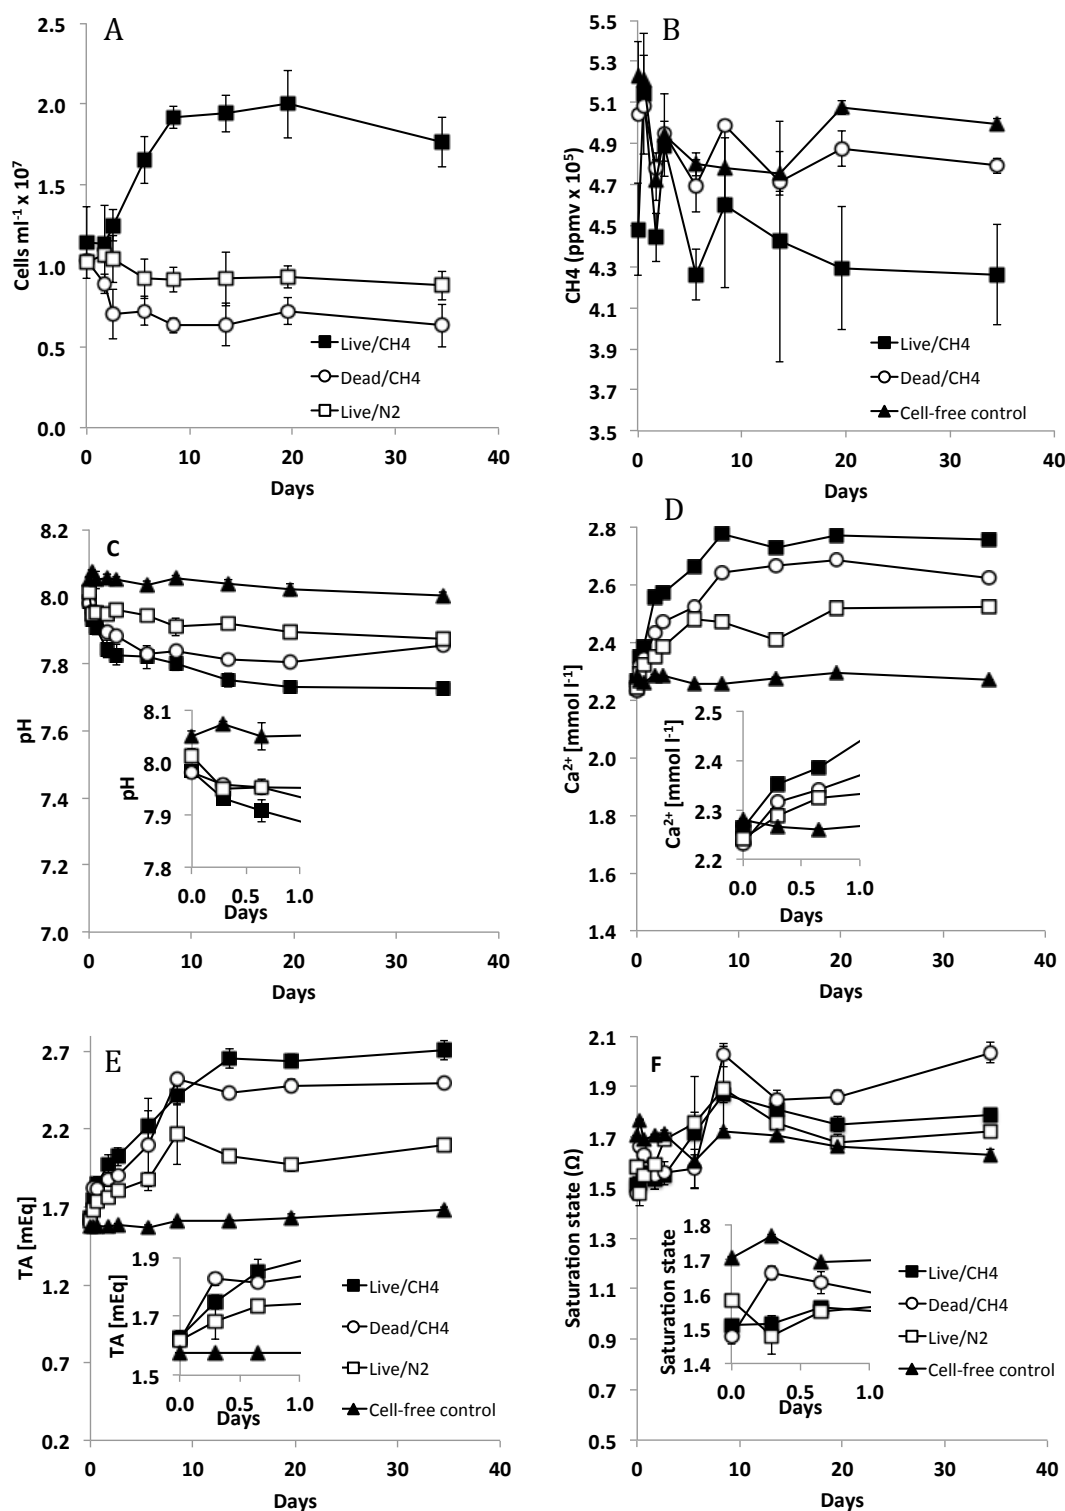 A
Cells ml-1 x 10^7
2.5
2.0
1.5
1.0
0.5
0.0
Live/CH4
Dead/CH4
Live/N2
0 10 20 30 40
Days
B
CH4 (ppmv x 10^5)
5.5
5.3
5.1
4.9
4.7
4.5
4.3
4.1
3.9
3.7
3.5
Live/CH4
Dead/CH4
Cell-free control
0 10 20 30 40
Days
C
pH
8.2
8.0
7.8
7.6
7.4
7.2
7.0
pH
8.1
8.0
7.9
7.8
0.0 0.5 1.0
Days
0 10 20 30 40
Days
D
Ca2+ [mmol l-1]
2.8
2.6
2.4
2.2
2.0
1.8
1.6
1.4
Ca2+ [mmol l-1]
2.5
2.4
2.3
2.2
0.0 0.5 1.0
Days
0 10 20 30 40
Days
E
TA [mEq]
2.7
2.2
1.7
1.2
0.7
0.2
TA [mEq]
1.9
1.7
1.5
0.0 0.5 1.0
Days
Live/CH4
Dead/CH4
Live/N2
Cell-free control
0 10 20 30 40
Days
F
Saturation state (Ω)
2.1
1.9
1.7
1.5
1.3
1.1
0.9
0.7
0.5
Saturation state
1.8
1.7
1.6
1.5
1.4
0.0 0.5 1.0
Days
Live/CH4
Dead/CH4
Live/N2
Cell-free control
0 10 20 30 40
Days